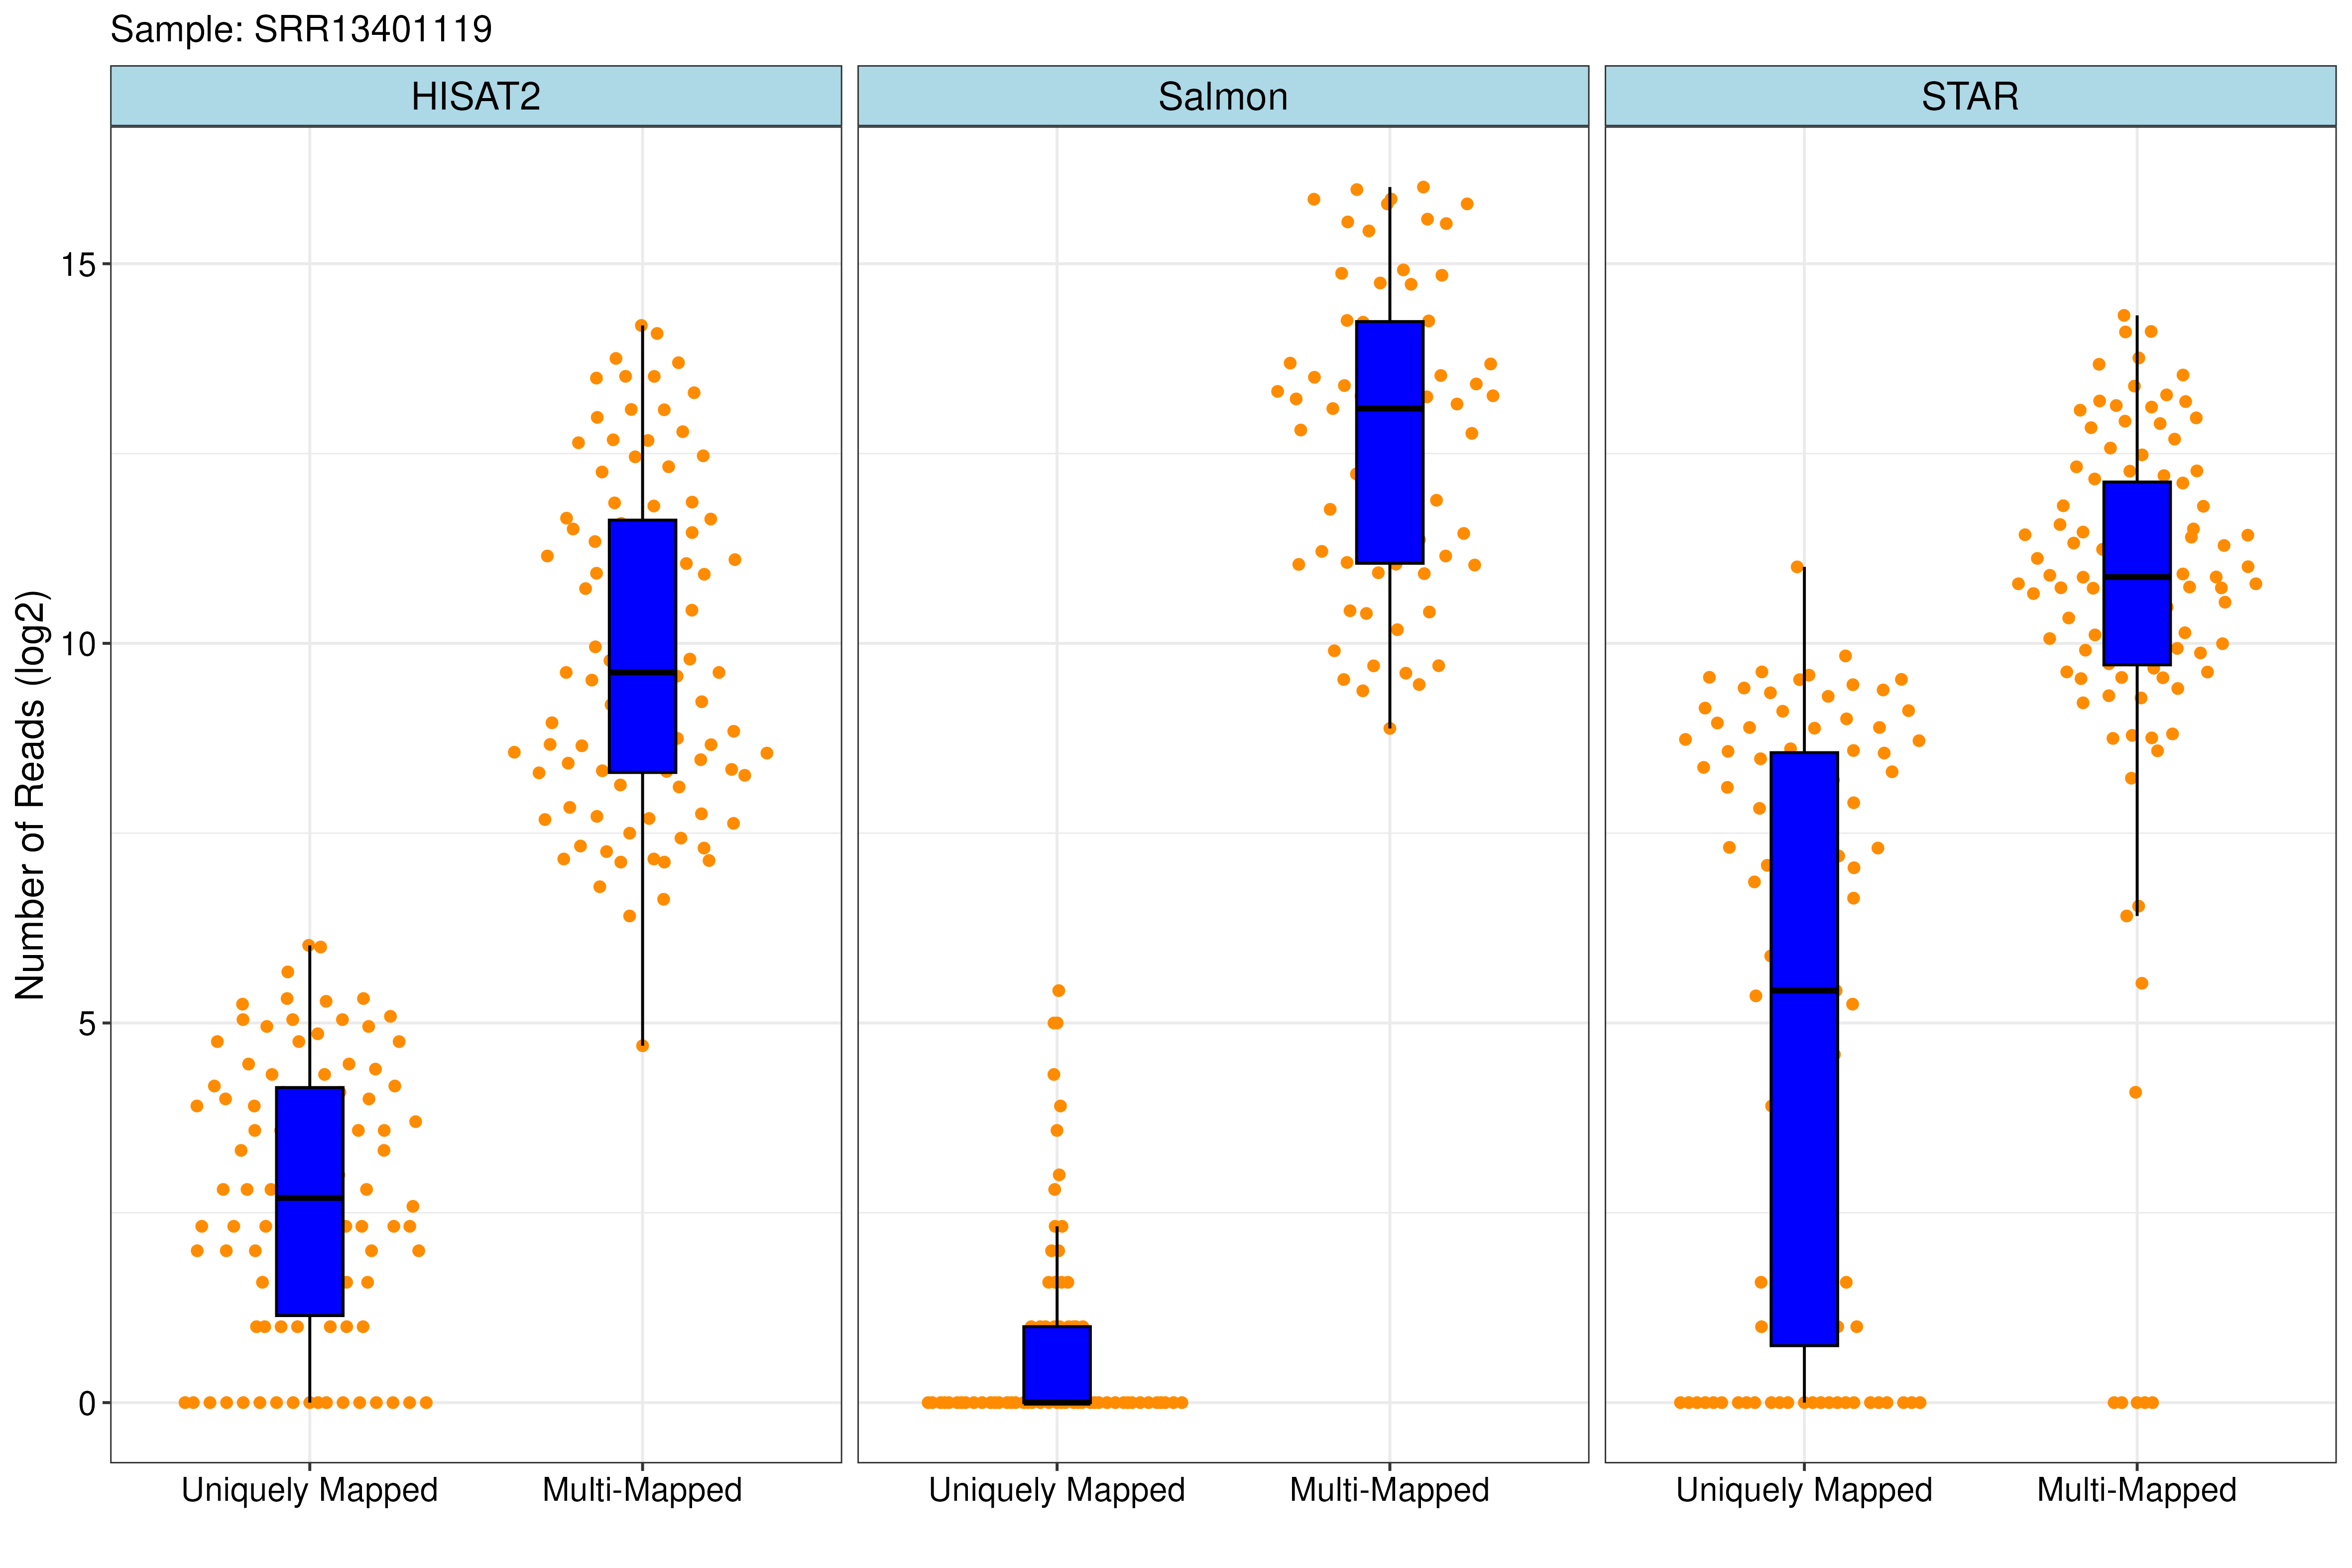 Sample: SRR13401119
HISAT2
Salmon
STAR
Number of Reads (log2)
15
10
5
0
Uniquely Mapped
Multi-Mapped
Uniquely Mapped
Multi-Mapped
Uniquely Mapped
Multi-Mapped